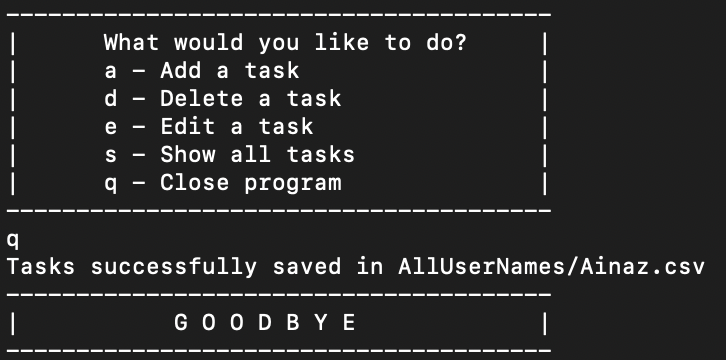 ---------------------------------------
|      What would you like to do?     |
|      a – Add a task                 |
|      d – Delete a task              |
|      e – Edit a task                |
|      s – Show all tasks             |
|      q – Close program              |
---------------------------------------
q
Tasks successfully saved in AllUserNames/Ainaz.csv
---------------------------------------
|           G O O D B Y E             |
---------------------------------------